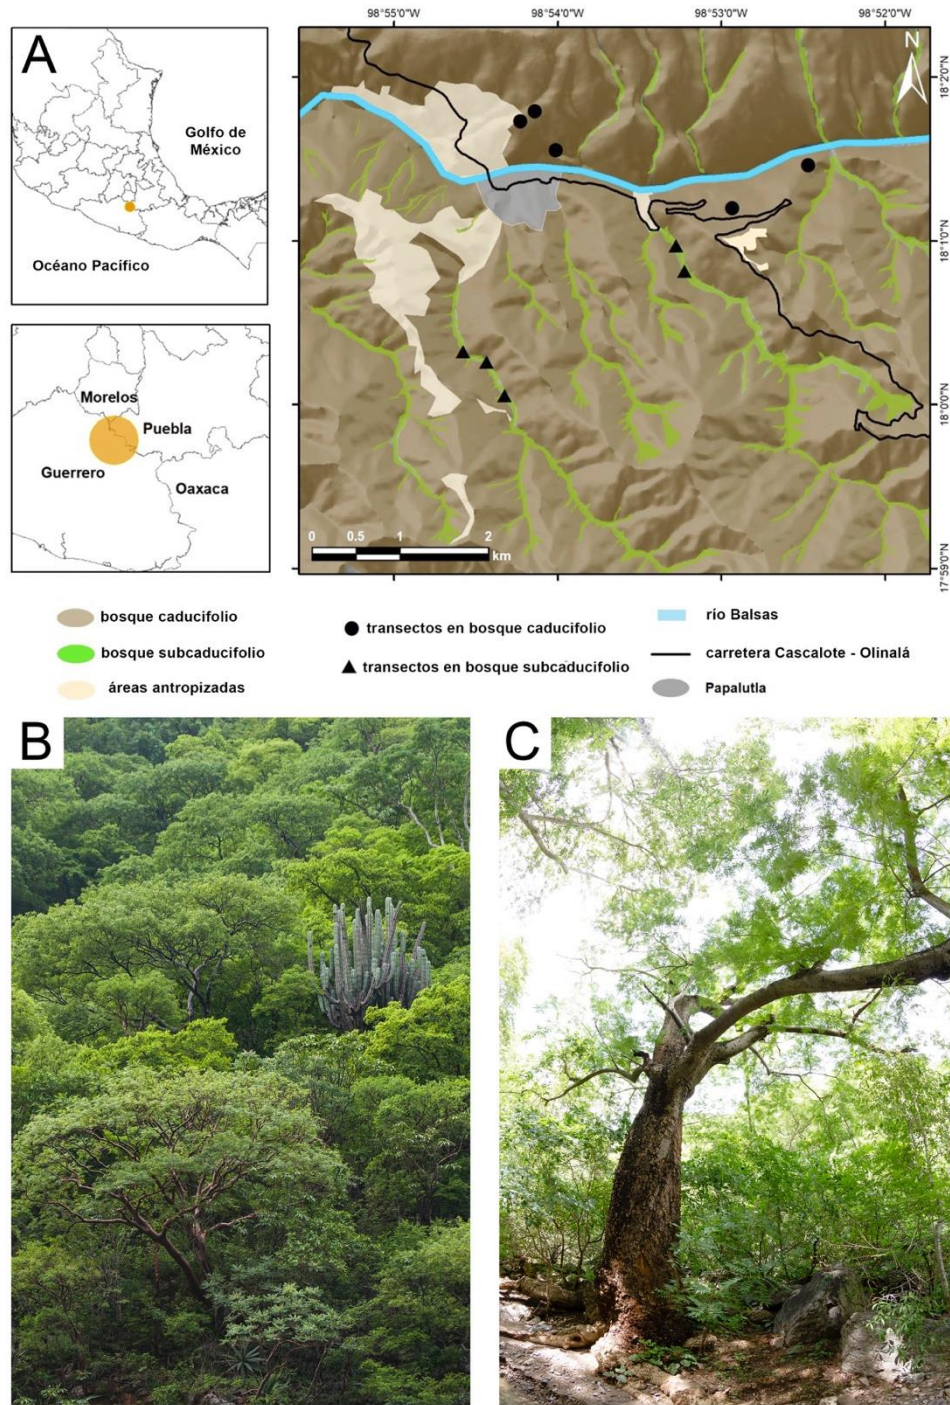 A
Golfo de
México
Océano Pacífico
Morelos
Puebla
Guerrero
Oaxaca
98°55'0"W 98°54'0"W 98°53'0"W 98°52'0"W
N
18°2'0"N
18°1'0"N
18°0'0"N
17°59'0"N
0 0.5 1 2
km
bosque caducifolio
bosque subcaducifolio
áreas antropizadas
transectos en bosque caducifolio
transectos en bosque subcaducifolio
río Balsas
carretera Cascalote - Olinalá
Papalutla
B
C